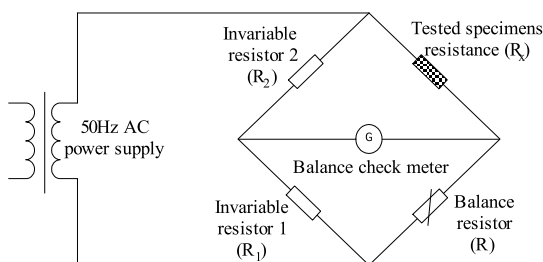 Invariable
resistor 2
(R2)
Tested specimens
resistance (Rx)
50Hz AC
power supply
G
Balance check meter
Invariable
resistor 1
(R1)
Balance
resistor
(R)